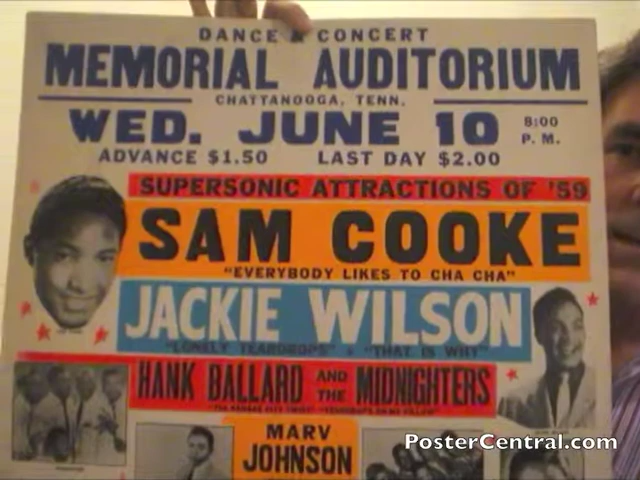 DANCE & CONCERT
MEMORIAL AUDITORIUM
CHATTANOOGA, TENN.
WED. JUNE 10 8:00 P. M.
ADVANCE $1.50 LAST DAY $2.00
SUPERSONIC ATTRACTIONS OF '59
SAM COOKE
"EVERYBODY LIKES TO CHA CHA"
JACKIE WILSON
"LONELY TEARDROPS" & "THAT IS WHY"
HANK BALLARD AND THE MIDNIGHTERS
MARV
JOHNSON
PosterCentral.com